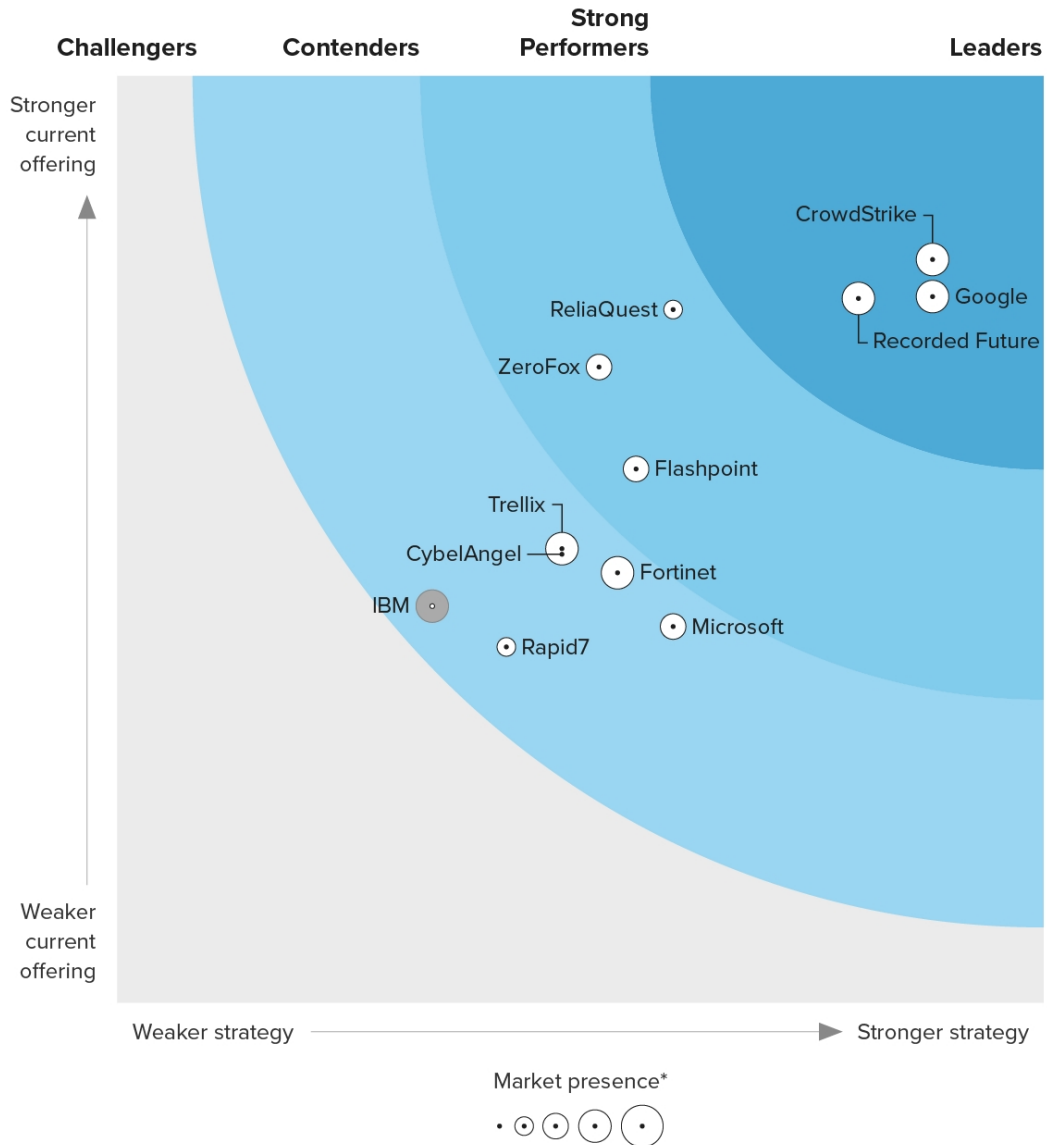 Challengers
Contenders
Strong
Performers
Leaders
Stronger
current
offering
CrowdStrike
Google
ReliaQuest
Recorded Future
ZeroFox
Flashpoint
Trellix
CybelAngel
Fortinet
IBM
Microsoft
Rapid7
Weaker
current
offering
Weaker strategy
Stronger strategy
Market presence*